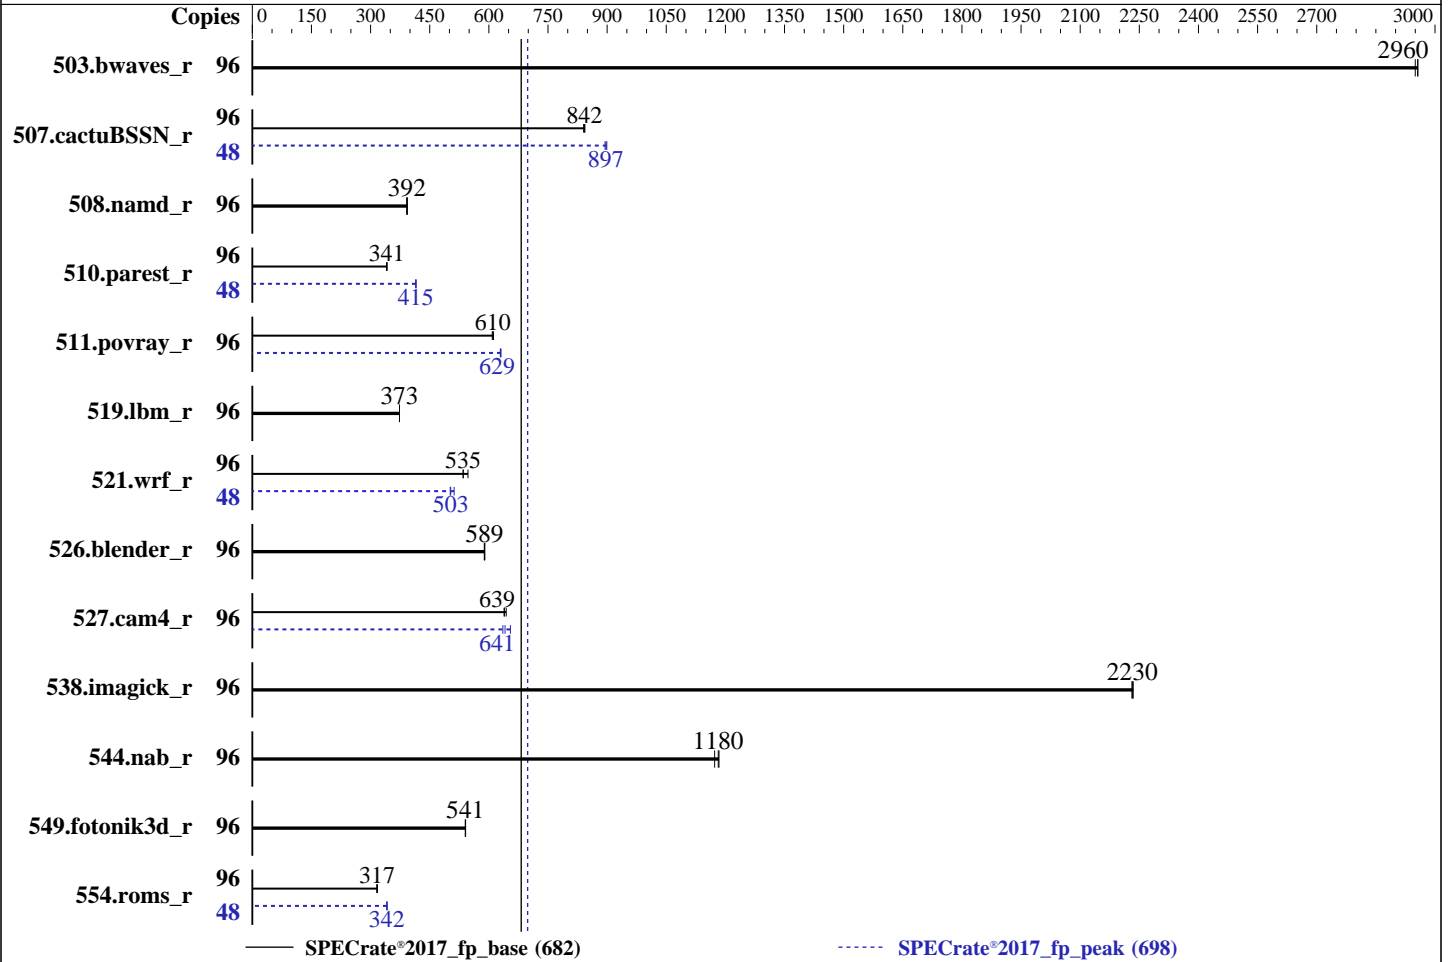 Copies 0 150 300 450 600 750 900 1050 1200 1350 1500 1650 1800 1950 2100 2250 2400 2550 2700 3000
503.bwaves_r 96 2960
507.cactuBSSN_r 96 842
48 897
508.namd_r 96 392
510.parest_r 96 341
48 415
511.povray_r 96 610
629
519.lbm_r 96 373
521.wrf_r 96 535
48 503
526.blender_r 96 589
527.cam4_r 96 639
641
538.imagick_r 96 2230
544.nab_r 96 1180
549.fotonik3d_r 96 541
554.roms_r 96 317
48 342
SPECrate®2017_fp_base (682) SPECrate®2017_fp_peak (698)